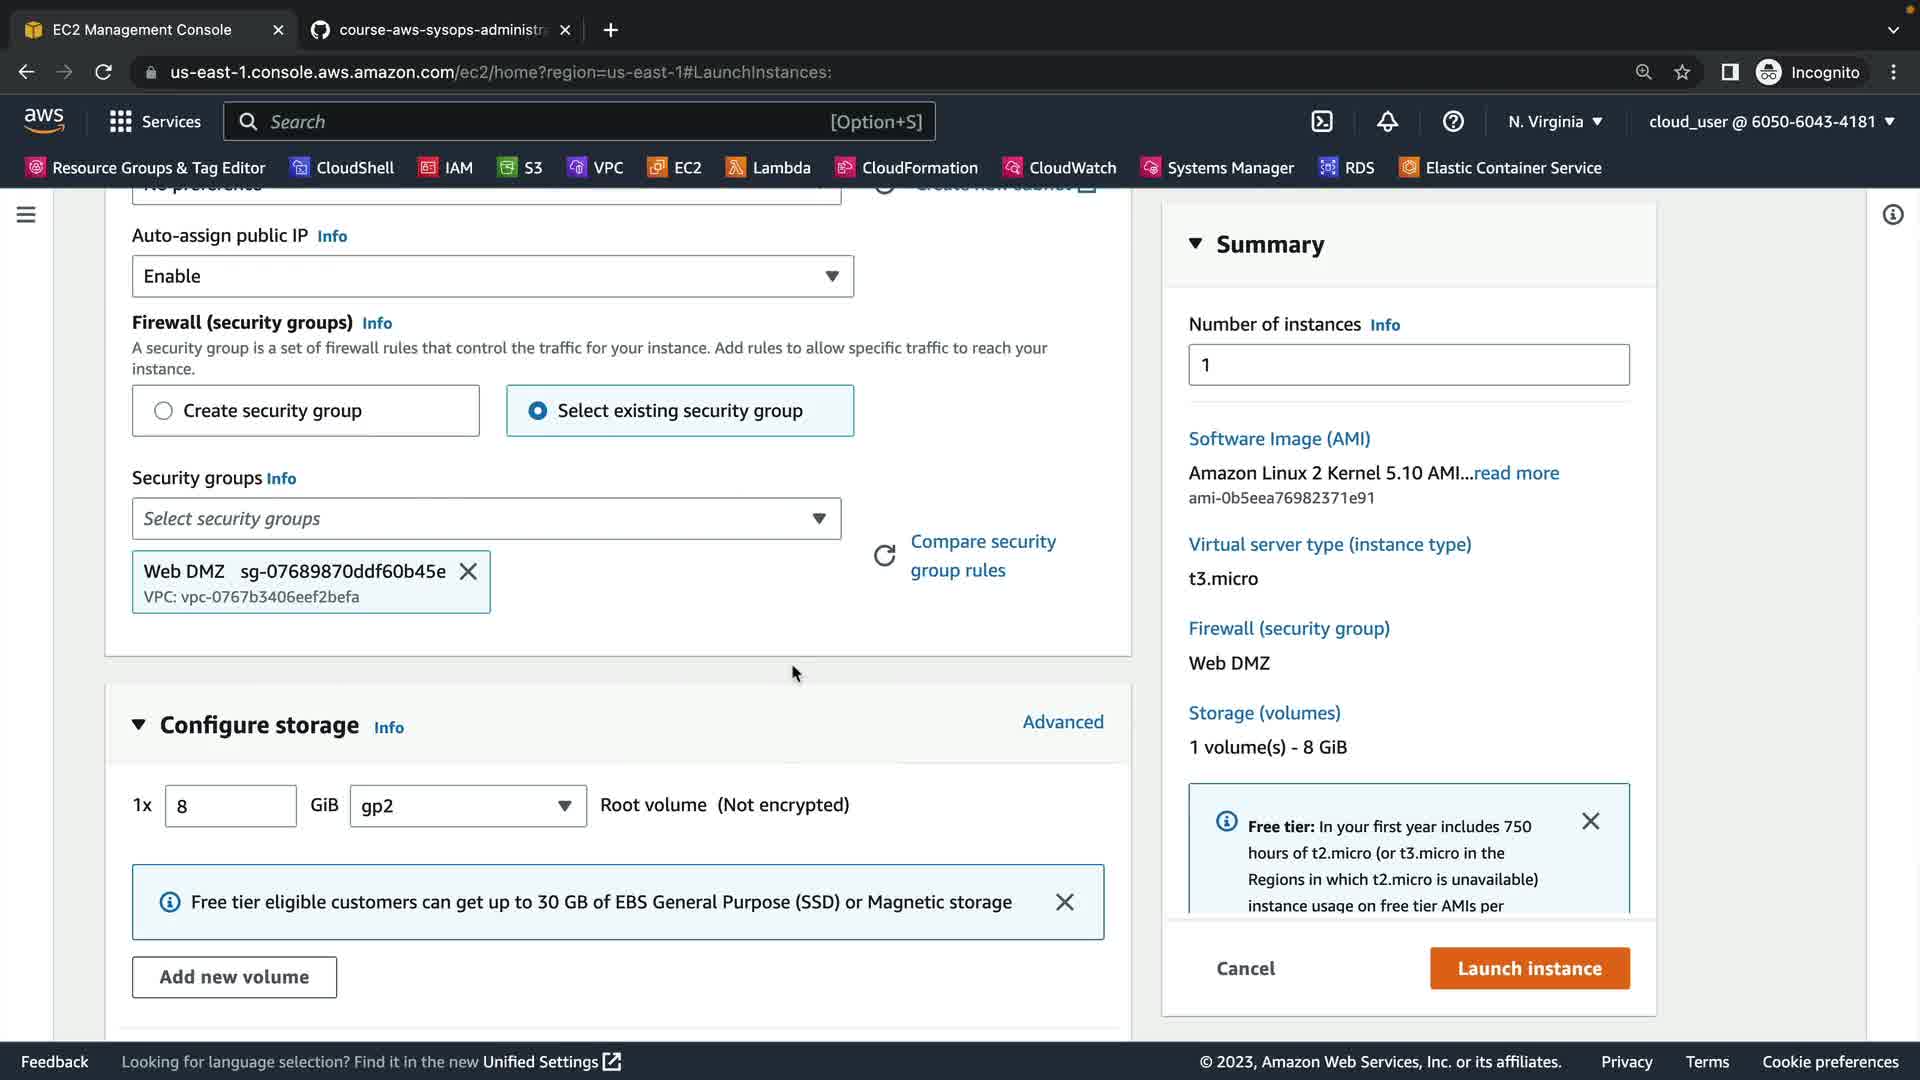 EC2 Management Console
course-aws-sysops-administr
us-east-1.console.aws.amazon.com/ec2/home?region=us-east-1#LaunchInstances:
Incognito
aws
Services
Search
[Option+S]
N. Virginia
cloud_user @ 6050-6043-4181
Resource Groups & Tag Editor
CloudShell
IAM
S3
VPC
EC2
Lambda
CloudFormation
CloudWatch
Systems Manager
RDS
Elastic Container Service
No preference
Create new subnet
Auto-assign public IP Info
Enable
Firewall (security groups) Info
A security group is a set of firewall rules that control the traffic for your instance. Add rules to allow specific traffic to reach your
instance.
Create security group
Select existing security group
Security groups Info
Select security groups
Web DMZ sg-07689870ddf60b45e
VPC: vpc-0767b3406eef2befa
Compare security
group rules
Configure storage Info
Advanced
1x
8
GiB
gp2
Root volume (Not encrypted)
Free tier eligible customers can get up to 30 GB of EBS General Purpose (SSD) or Magnetic storage
Add new volume
Summary
Number of instances Info
1
Software Image (AMI)
Amazon Linux 2 Kernel 5.10 AMI...read more
ami-0b5eea76982371e91
Virtual server type (instance type)
t3.micro
Firewall (security group)
Web DMZ
Storage (volumes)
1 volume(s) - 8 GiB
Free tier: In your first year includes 750
hours of t2.micro (or t3.micro in the
Regions in which t2.micro is unavailable)
instance usage on free tier AMIs per
Cancel
Launch instance
Feedback
Looking for language selection? Find it in the new Unified Settings
© 2023, Amazon Web Services, Inc. or its affiliates.
Privacy
Terms
Cookie preferences